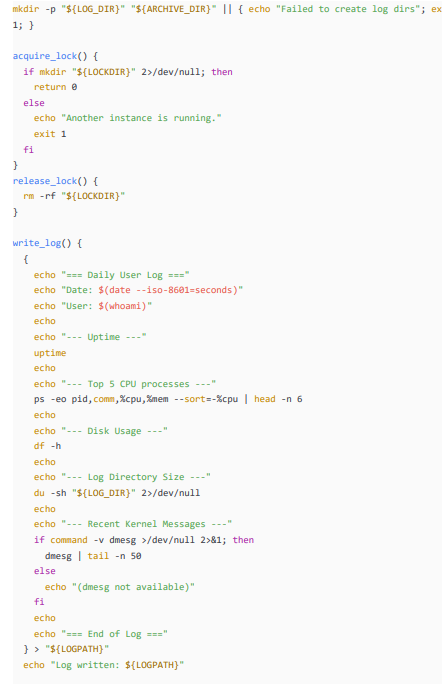 mkdir -p "${LOG_DIR}" "${ARCHIVE_DIR}" || { echo "Failed to create log dirs"; ex
1; }

acquire_lock() {
  if mkdir "${LOCKDIR}" 2>/dev/null; then
    return 0
  else
    echo "Another instance is running."
    exit 1
  fi
}
release_lock() {
  rm -rf "${LOCKDIR}"
}

write_log() {
  {
    echo "=== Daily User Log ==="
    echo "Date: $(date --iso-8601=seconds)"
    echo "User: $(whoami)"
    echo
    echo "--- Uptime ---"
    uptime
    echo
    echo "--- Top 5 CPU processes ---"
    ps -eo pid,comm,%cpu,%mem --sort=-%cpu | head -n 6
    echo
    echo "--- Disk Usage ---"
    df -h
    echo
    echo "--- Log Directory Size ---"
    du -sh "${LOG_DIR}" 2>/dev/null
    echo
    echo "--- Recent Kernel Messages ---"
    if command -v dmesg >/dev/null 2>&1; then
      dmesg | tail -n 50
    else
      echo "(dmesg not available)"
    fi
    echo
    echo "=== End of Log ==="
  } > "${LOGPATH}"
  echo "Log written: ${LOGPATH}"